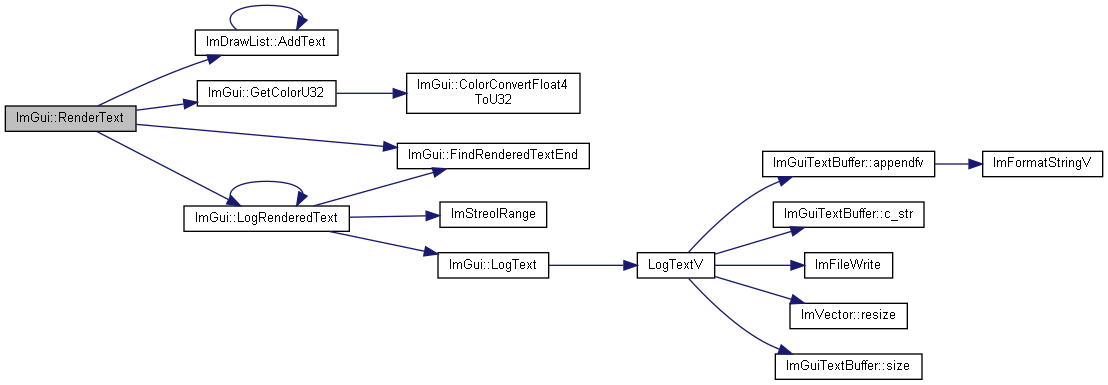 ImGui::RenderText
ImDrawList::AddText
ImGui::GetColorU32
ImGui::ColorConvertFloat4
ToU32
ImGui::FindRenderedTextEnd
ImGui::LogRenderedText
ImStreolRange
ImGui::LogText
LogTextV
ImGuiTextBuffer::appendfv
ImFormatStringV
ImGuiTextBuffer::c_str
ImFileWrite
ImVector::resize
ImGuiTextBuffer::size